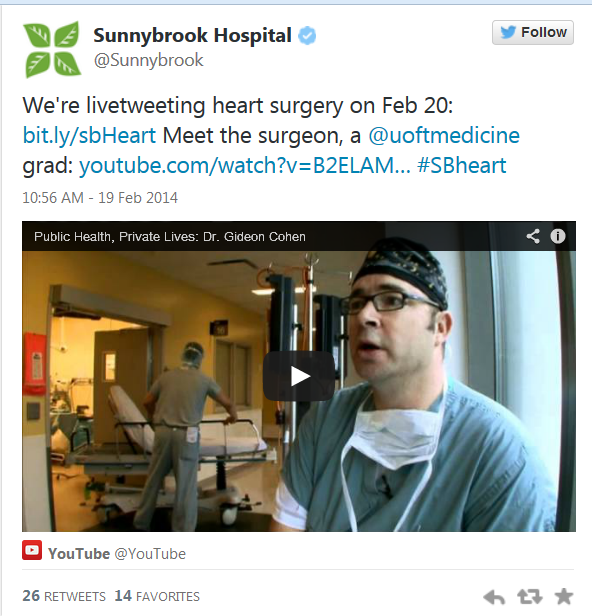 Sunnybrook Hospital
@Sunnybrook
Follow
We're livetweeting heart surgery on Feb 20:
bit.ly/sbHeart Meet the surgeon, a @uoftmedicine
grad: youtube.com/watch?v=B2ELAM... #SBheart
10:56 AM - 19 Feb 2014
Public Health, Private Lives: Dr. Gideon Cohen
YouTube @YouTube
26 RETWEETS 14 FAVORITES